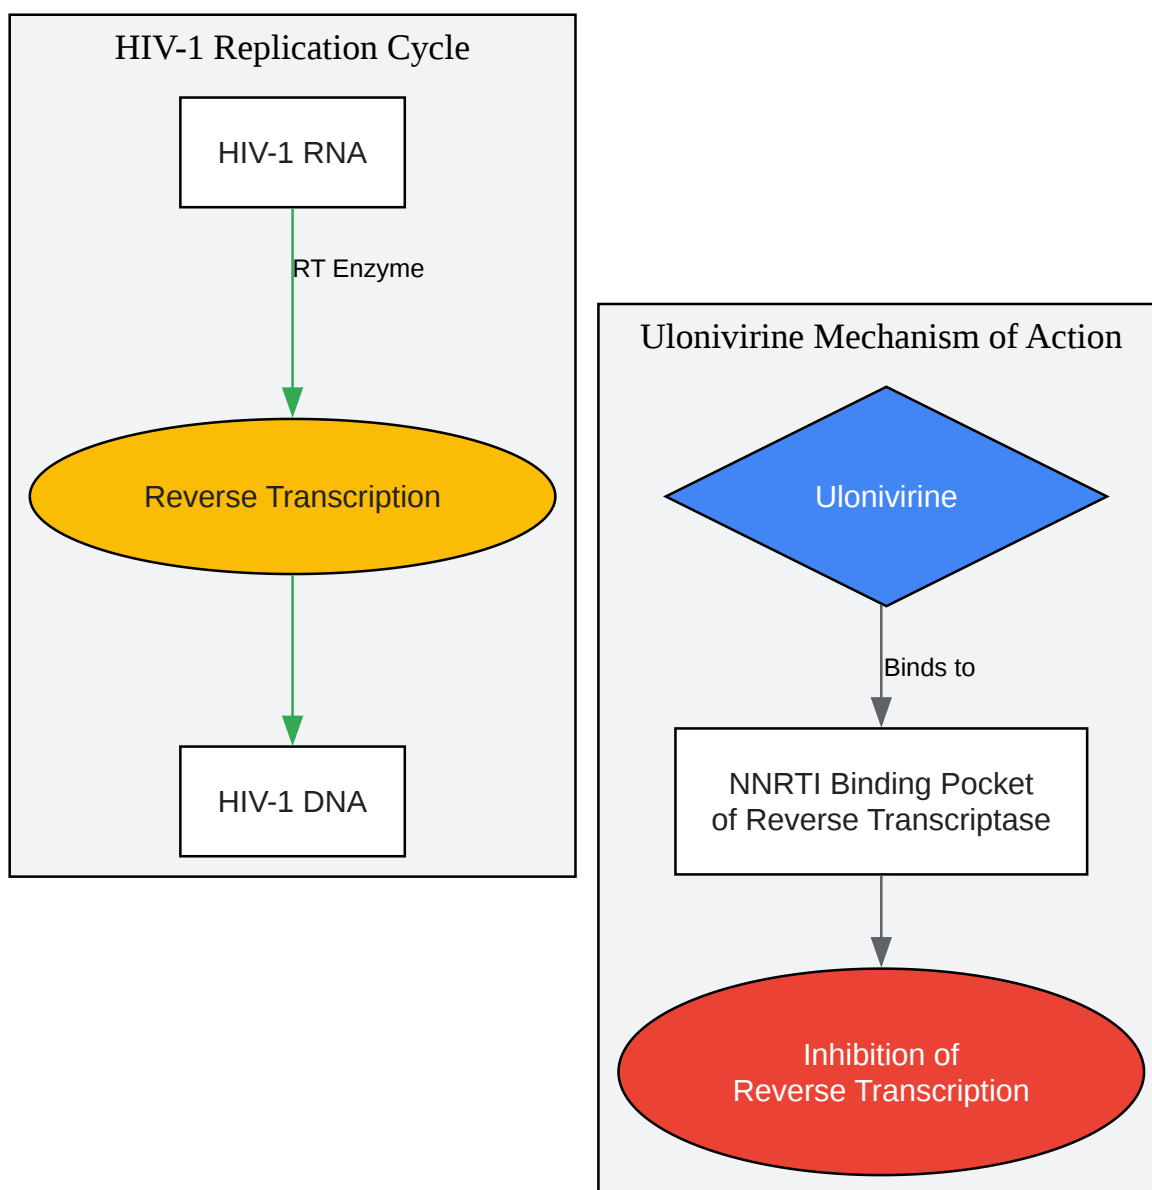 HIV-1 Replication Cycle
HIV-1 RNA
RT Enzyme
Reverse Transcription
HIV-1 DNA
Ulonivirine Mechanism of Action
Ulonivirine
Binds to
NNRTI Binding Pocket
of Reverse Transcriptase
Inhibition of
Reverse Transcription